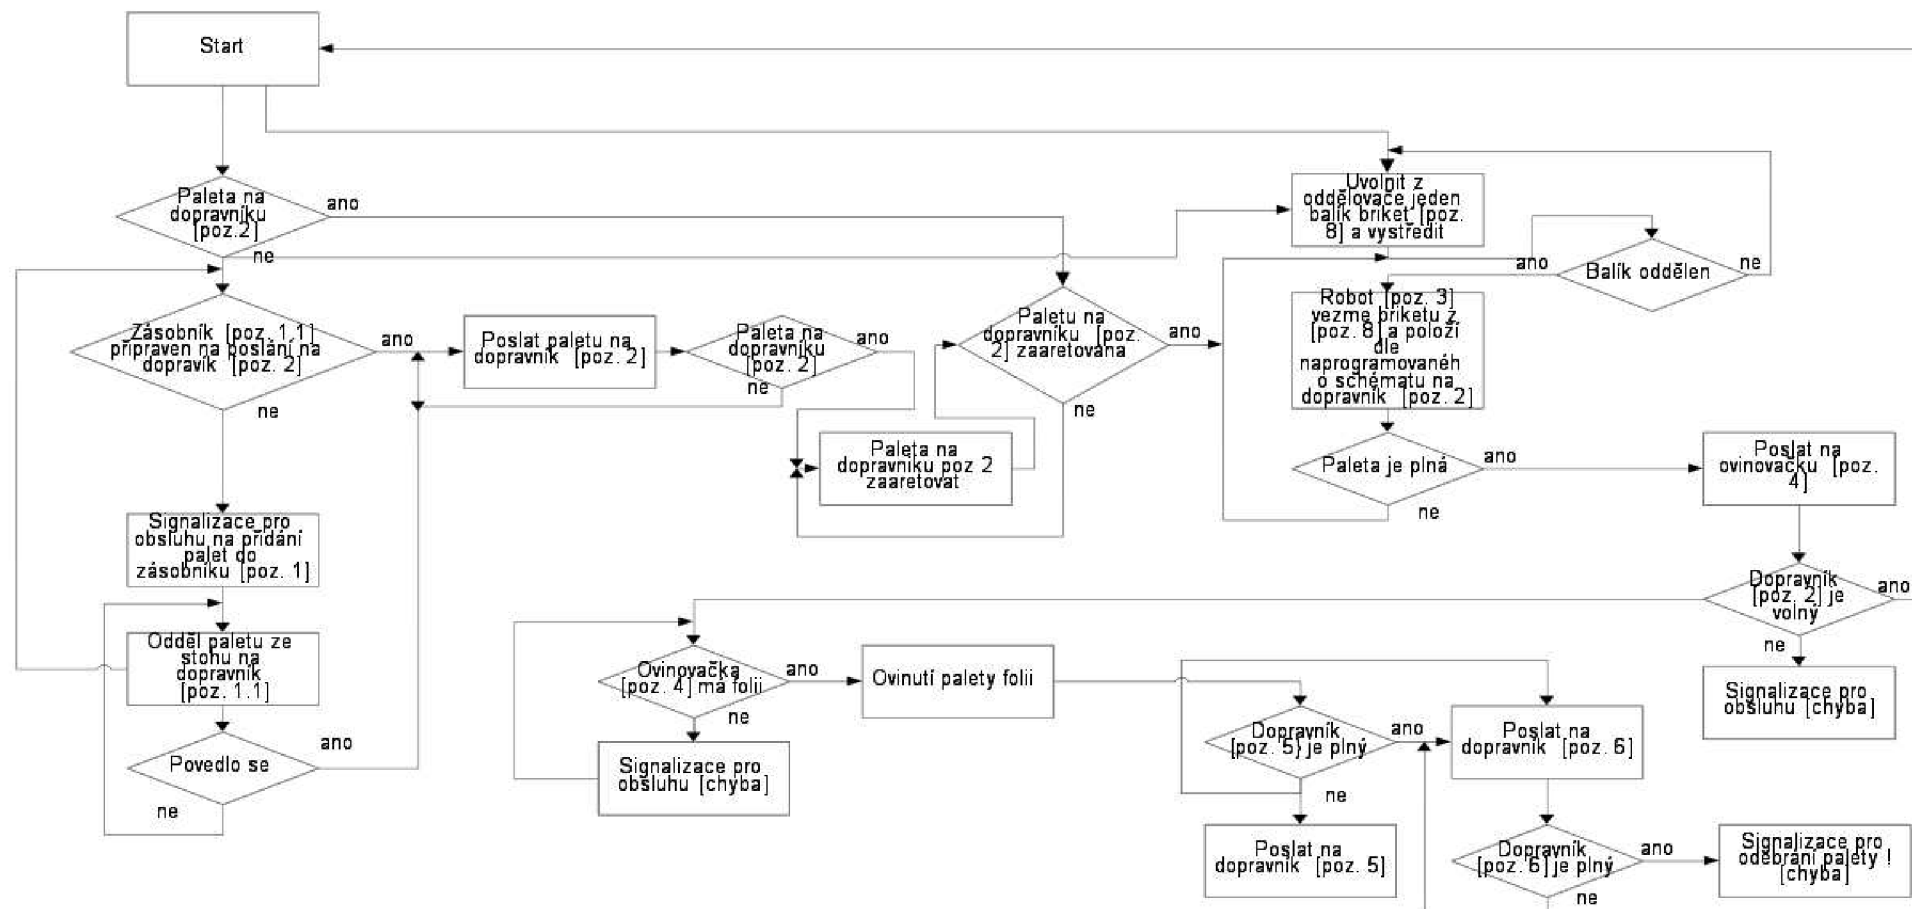 Start
Paleta na
dopravníku
[poz.2]
ano
ne
Uvolnit z
oddělovače jeden
balík briket [poz.
8] a vystředit
Balík oddělen
ano
ne
Zásobník [poz. 1.1]
připraven na poslání na
dopravík [poz. 2]
ano
ne
Poslat paletu na
dopravník [poz. 2]
Paleta na
dopravníku
[poz. 2]
ano
ne
Paletu na
dopravníku [poz.
2] zaaretována
ano
ne
Robot [poz. 3]
vezme briketu z
[poz. 8] a položí
dle
naprogramovanéh
o schématu na
dopravník [poz. 2]
Paleta na
dopravníku poz 2
zaaretovat
Paleta je plná
ano
ne
Poslat na
ovinovačku [poz.
4]
Signalizace pro
obsluhu na přidání
palet do
zásobníku [poz. 1]
Dopravník
[poz. 2] je
volný
ano
ne
Odděl paletu ze
stohu na
dopravník
[poz. 1.1]
Ovinovačka
[poz. 4] má folii
ano
ne
Ovinutí palety folii
Signalizace pro
obsluhu [chyba]
Povedlo se
ano
ne
Signalizace pro
obsluhu [chyba]
Dopravník
[poz. 5} je plný
ano
ne
Poslat na
dopravník [poz. 6]
Poslat na
dopravník [poz. 5]
Dopravník
[poz. 6] je plný
ano
ne
Signalizace pro
odebrání palety !
[chyba]